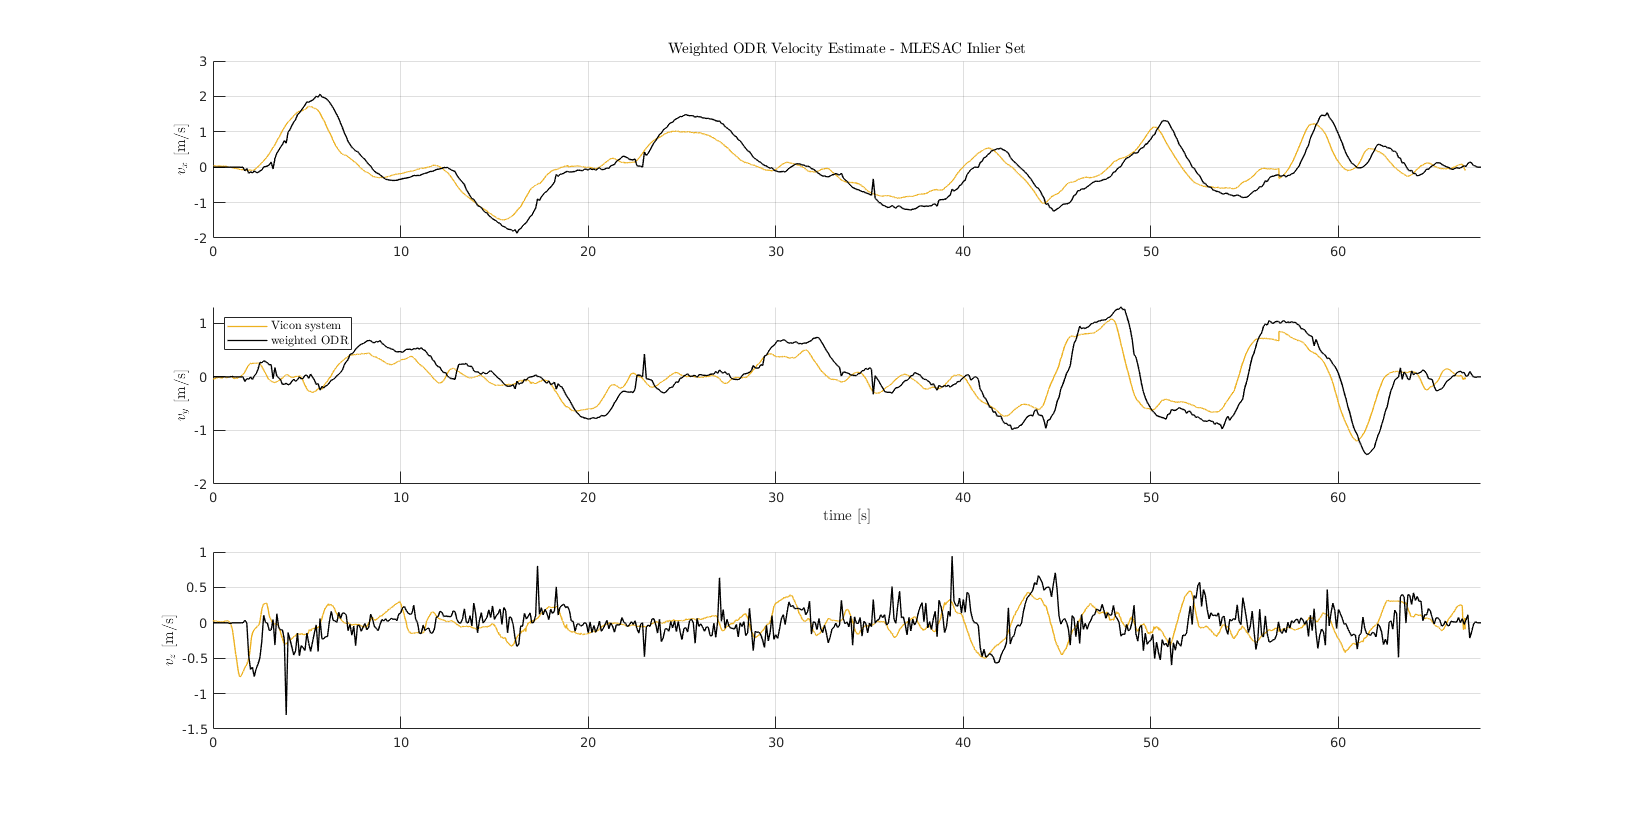 Weighted ODR Velocity Estimate - MLESAC Inlier Set
3
2
1
0
-1
-2
v_x [m/s]
0 10 20 30 40 50 60
1
0
-1
-2
v_y [m/s]
Vicon system
weighted ODR
0 10 20 30 40 50 60
time [s]
1
0.5
0
-0.5
-1
-1.5
v_z [m/s]
0 10 20 30 40 50 60